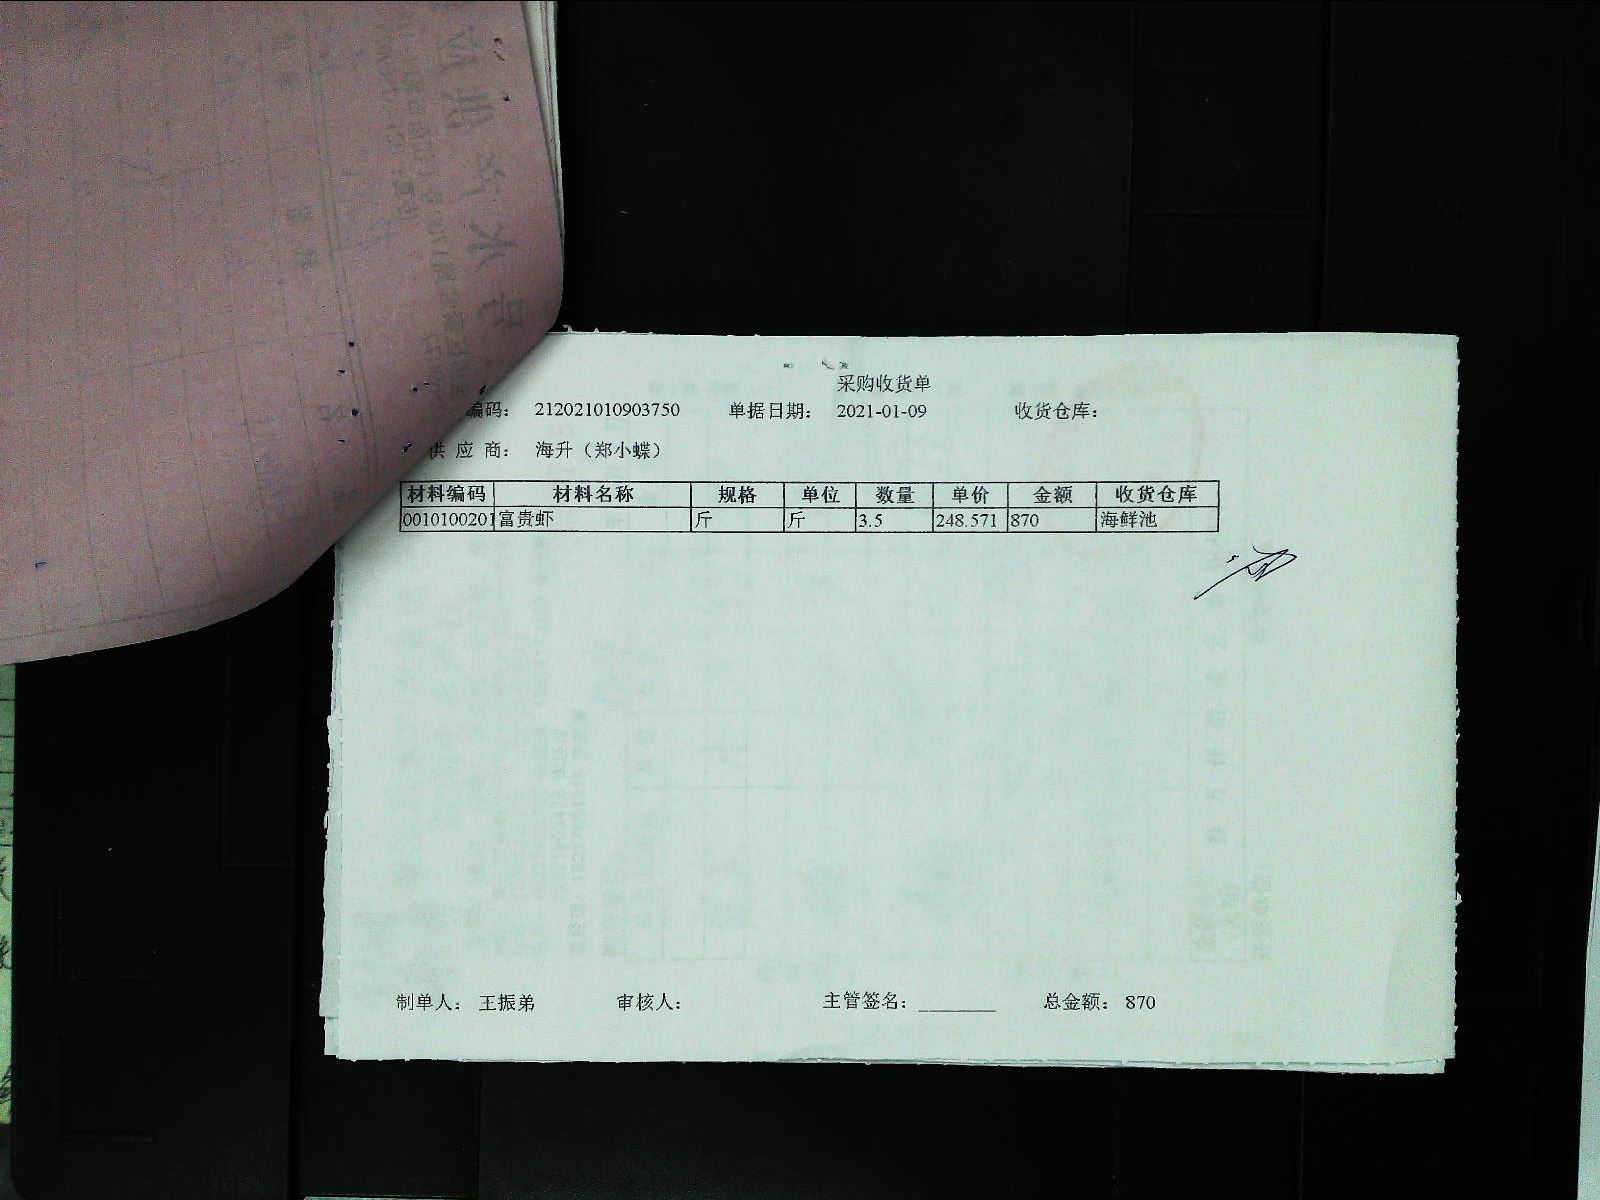 采购收货单
编码： 212021010903750 单据日期： 2021-01-09 收货仓库：
供应商： 海升（郑小蝶）
材料编码 材料名称 规格 单位 数量 单价 金额 收货仓库
0010100201 富贵虾 斤 斤 3.5 248.571 870 海鲜池
制单人： 王振弟 审核人： 主管签名： ________ 总金额： 870